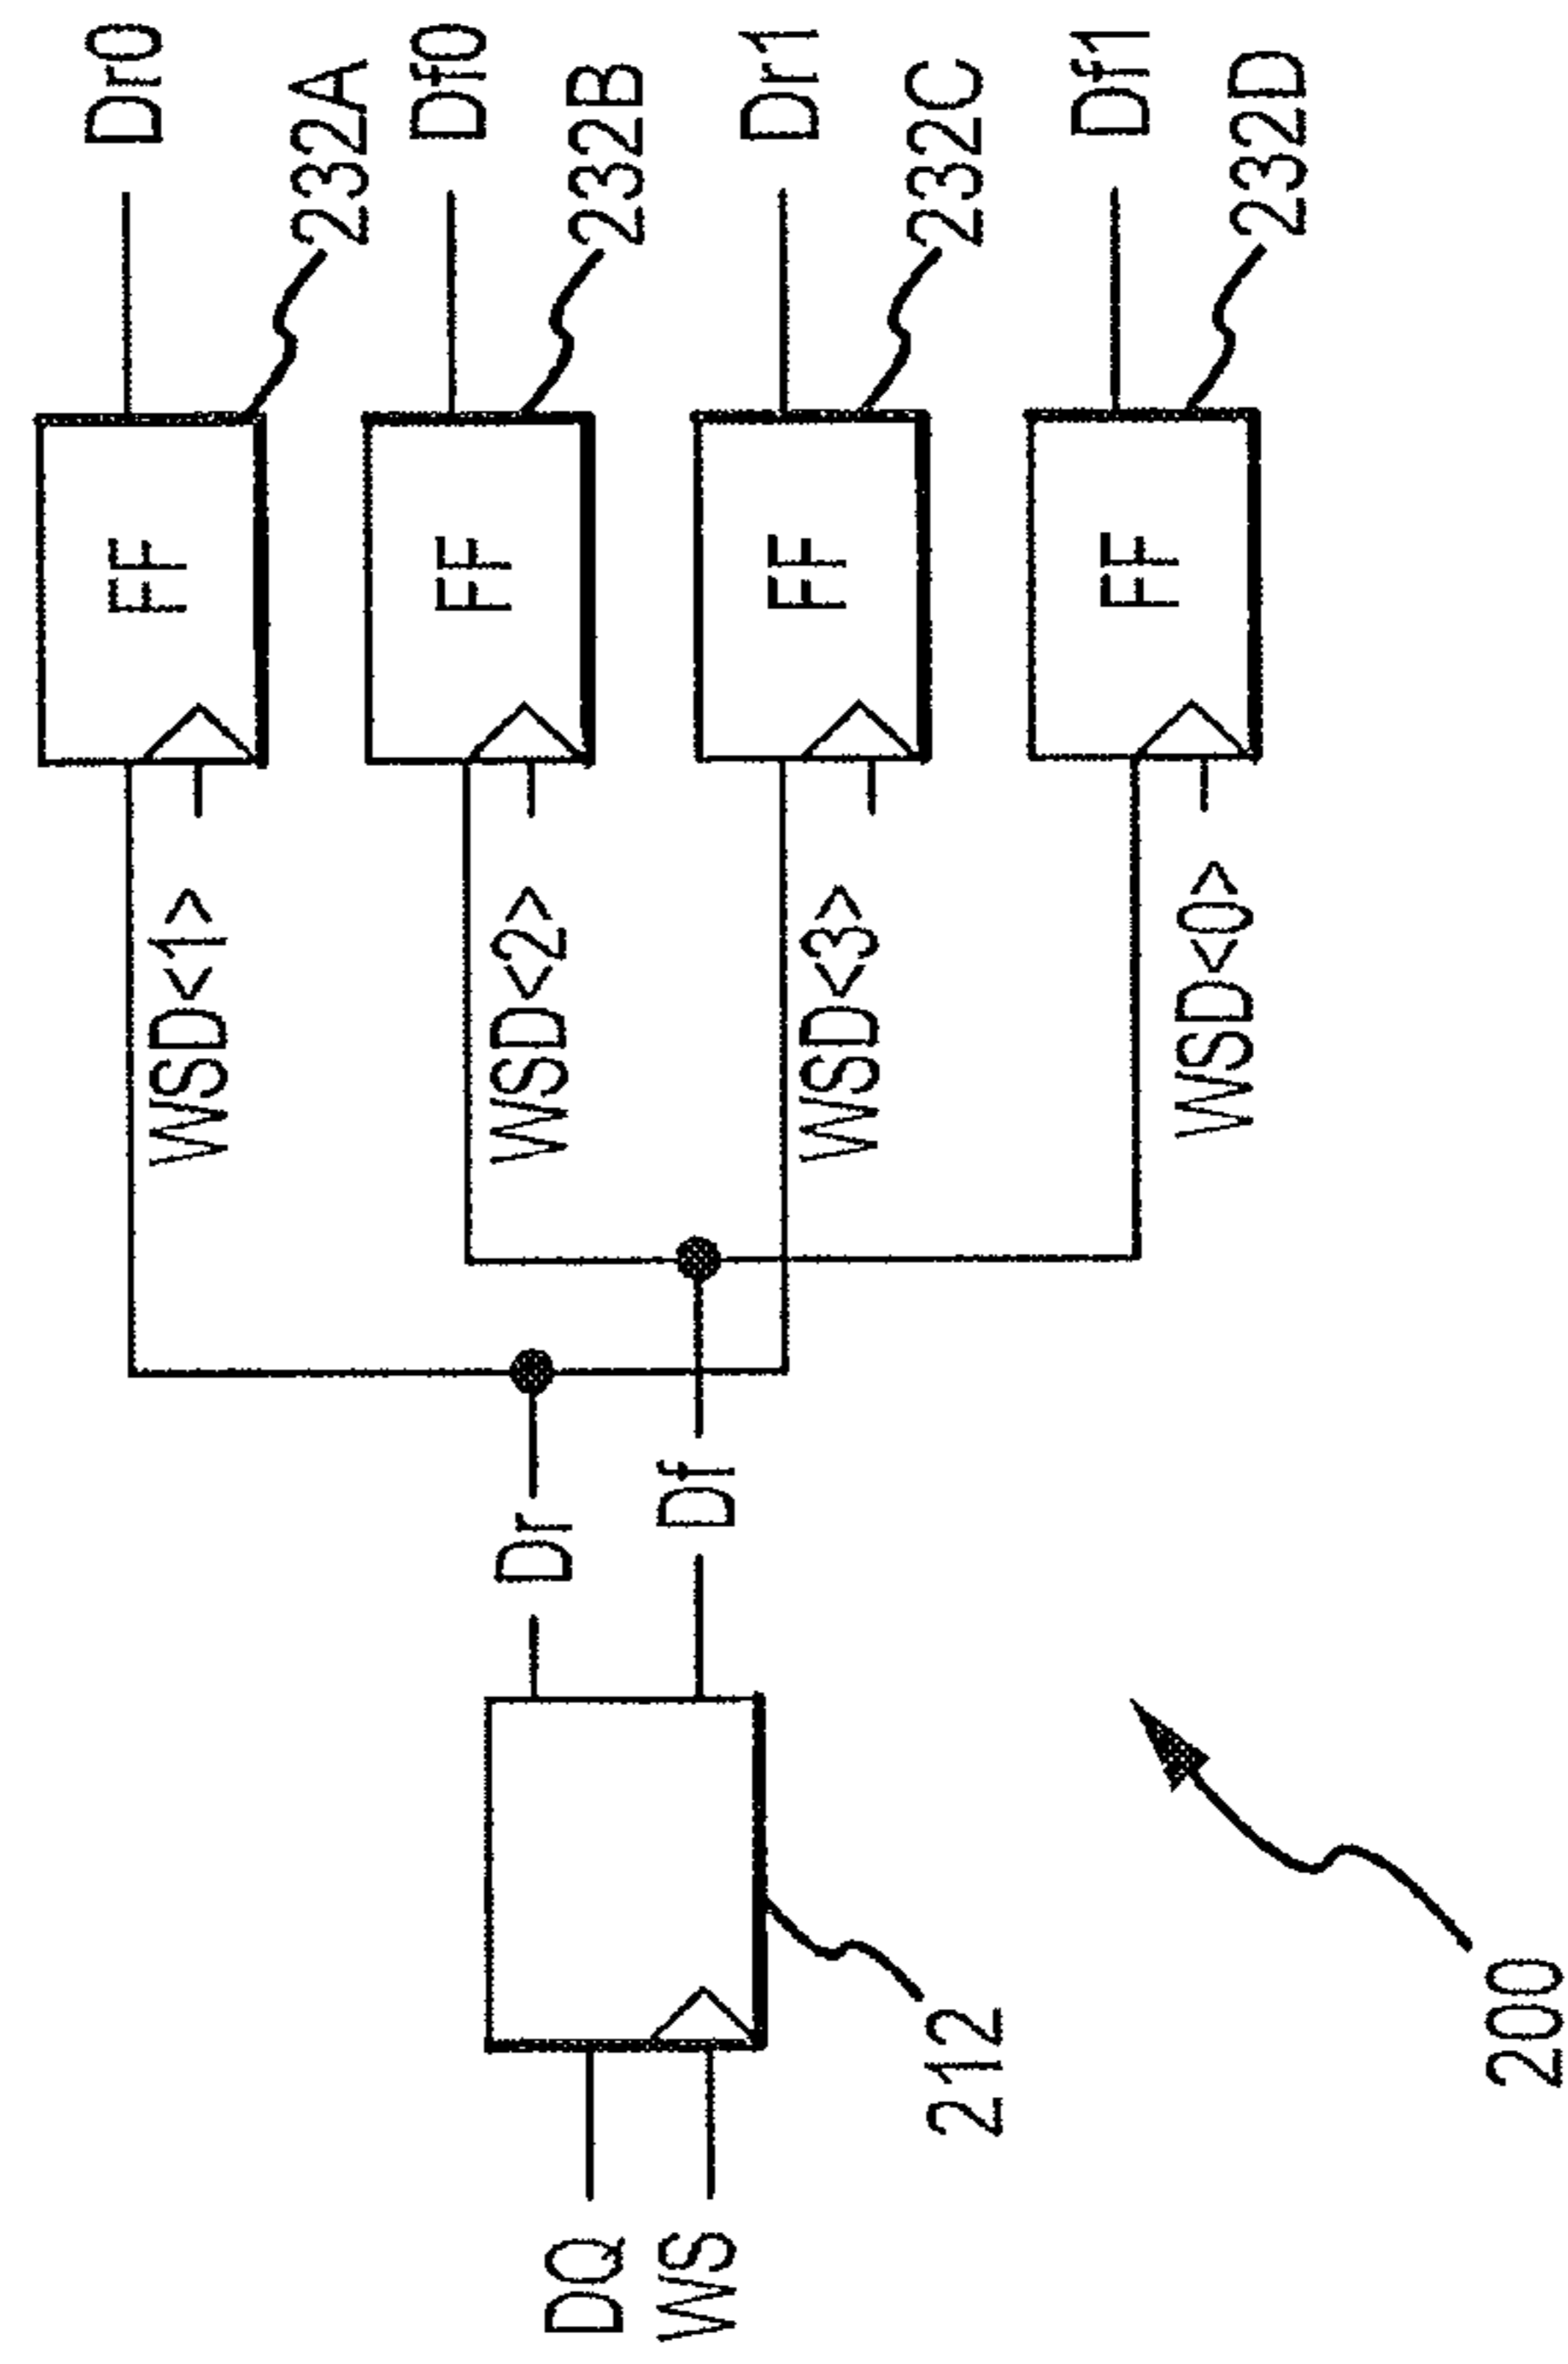 DQ
WS
212
200
Dr
Df
WSD<1>
FF
Dr0
232A
WSD<2>
FF
Df0
232B
WSD<3>
FF
Dr1
232C
WSD<0>
FF
Df1
232D